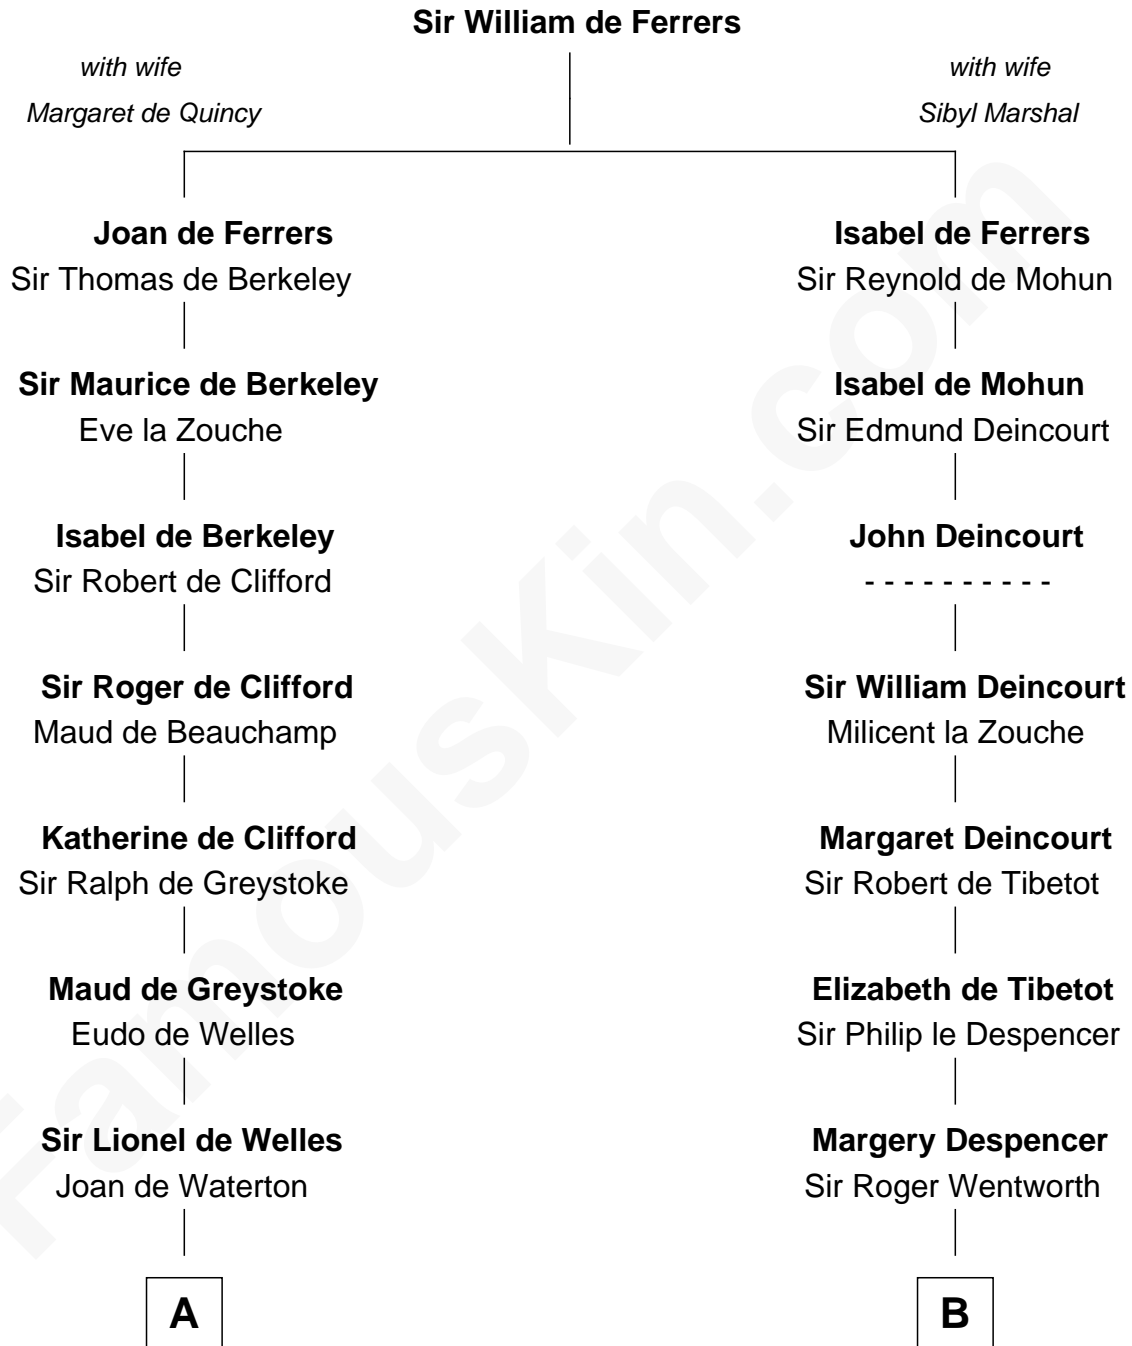 Sir William de Ferrers
with wife
Margaret de Quincy
with wife
Sibyl Marshal
Joan de Ferrers
Sir Thomas de Berkeley
Isabel de Ferrers
Sir Reynold de Mohun
Sir Maurice de Berkeley
Eve la Zouche
Isabel de Mohun
Sir Edmund Deincourt
Isabel de Berkeley
Sir Robert de Clifford
John Deincourt
- - - - - - - - - -
Sir Roger de Clifford
Maud de Beauchamp
Sir William Deincourt
Milicent la Zouche
Katherine de Clifford
Sir Ralph de Greystoke
Margaret Deincourt
Sir Robert de Tibetot
Maud de Greystoke
Eudo de Welles
Elizabeth de Tibetot
Sir Philip le Despencer
Sir Lionel de Welles
Joan de Waterton
Margery Despencer
Sir Roger Wentworth
A
B
FamousKin.com